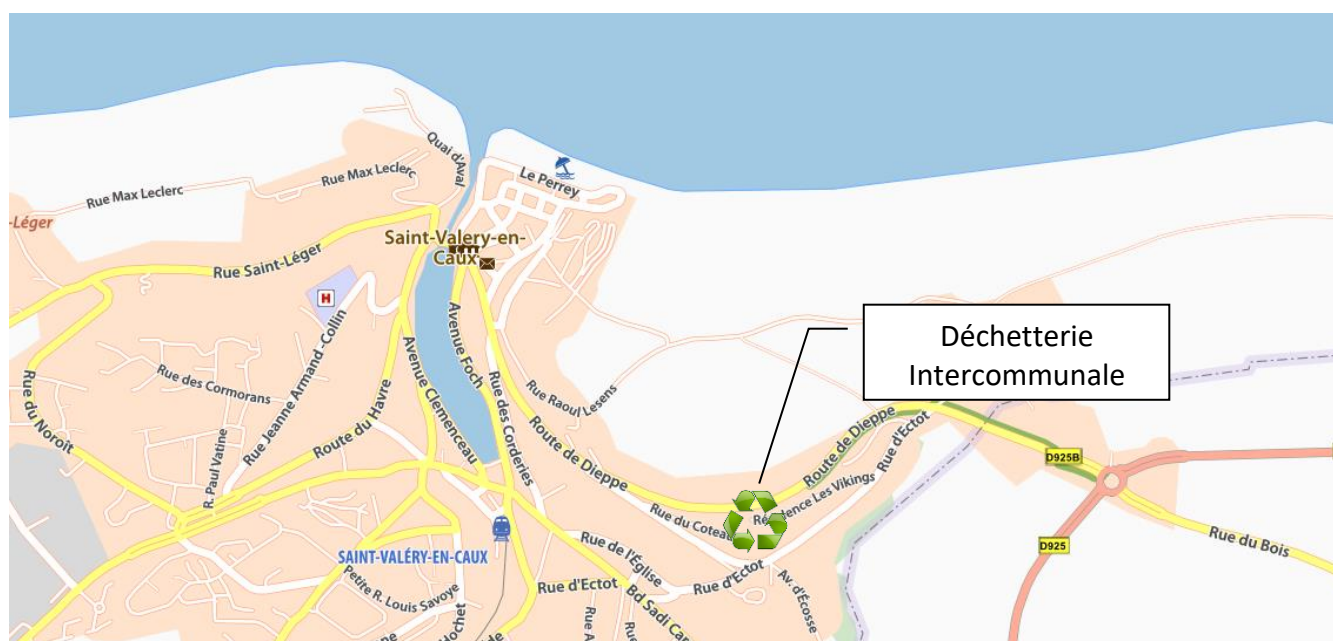 Quai d'Aval
Rue Max Leclerc
Rue Max Leclerc
Le Perrey
-Léger
Saint-Valery-en-
Caux
Rue Saint-Léger
H
Rue Jeanne Armand-Collin
Avenue Foch
Avenue Clemenceau
Rue des Corderies
Rue Raoul Lesens
Déchetterie
Intercommunale
Rue des Cormorans
Rue du Noroit
Route du Havre
R. Paul Vatine
Route de Dieppe
Route de Dieppe
Rue d'Ectot
Résidence Les Vikings
D925B
Rue du Coteau
D925
Rue du Bois
SAINT-VALÉRY-EN-CAUX
Rue de l'Église
Rue d'Ectot
Rue d'Ectot
Av. d'Écosse
Petite R. Louis Savoye
Hochet
Bd Sadi Car
Rue A
ne
de